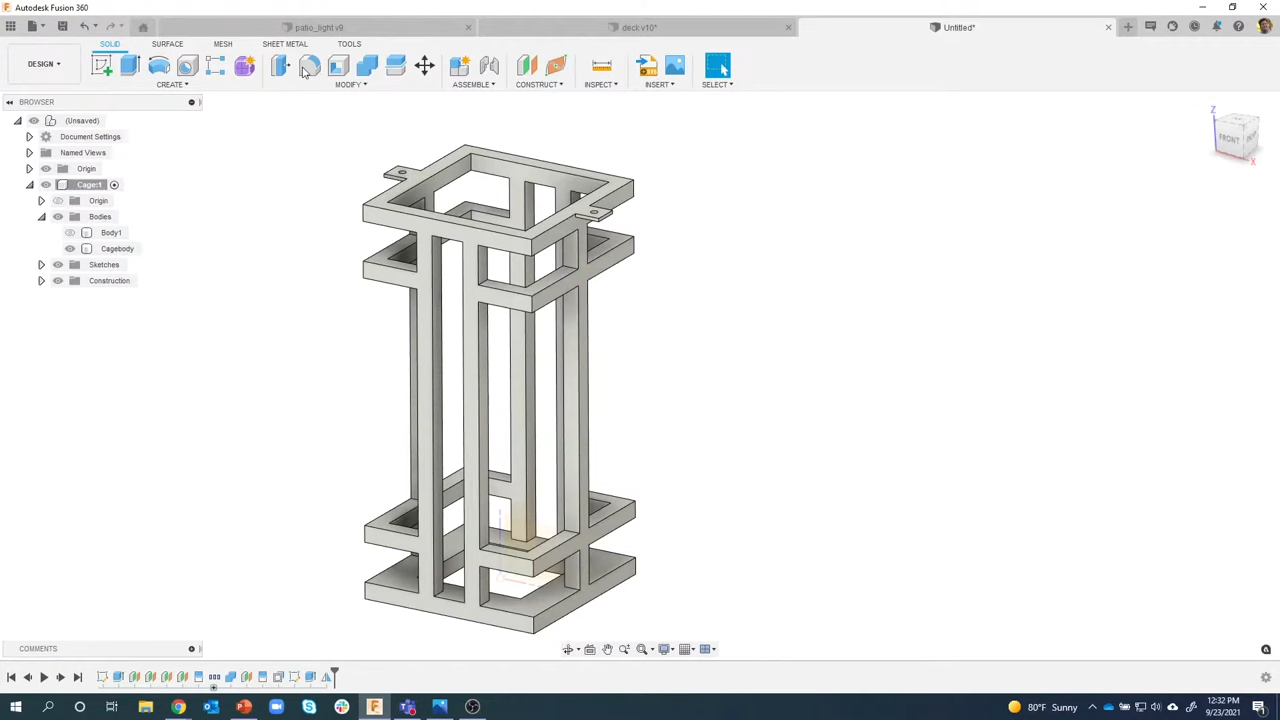 Autodesk Fusion 360
patio_light v9
deck v10*
Untitled*
SOLID SURFACE MESH SHEET METAL TOOLS
DESIGN
CREATE MODIFY ASSEMBLE CONSTRUCT INSPECT INSERT SELECT
BROWSER
(Unsaved)
Document Settings
Named Views
Origin
Cage:1
Origin
Bodies
Body1
Cagebody
Sketches
Construction
Z
FRONT
X
COMMENTS
80°F Sunny
12:32 PM
9/23/2021